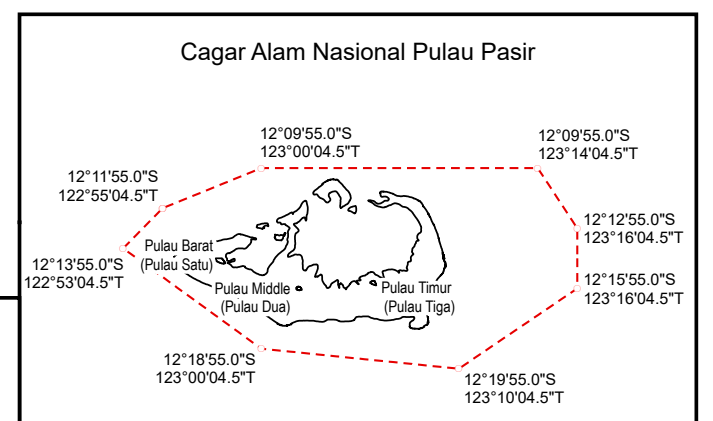 Cagar Alam Nasional Pulau Pasir
12°09'55.0"S
123°00'04.5"T
12°09'55.0"S
123°14'04.5"T
12°11'55.0"S
122°55'04.5"T
12°12'55.0"S
123°16'04.5"T
Pulau Barat
(Pulau Satu)
12°13'55.0"S
122°53'04.5"T
Pulau Middle
(Pulau Dua)
Pulau Timur
(Pulau Tiga)
12°15'55.0"S
123°16'04.5"T
12°18'55.0"S
123°00'04.5"T
12°19'55.0"S
123°10'04.5"T